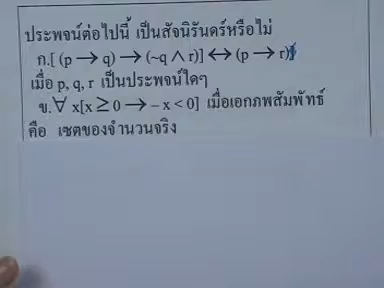 ประพจน์ต่อไปนี้ เป็นสัจนิรันดร์หรือไม่
ก.[ (p → q) → (~q ∧ r)] ↔ (p → r)
เมื่อ p, q, r เป็นประพจน์ใดๆ
ข.∀ x[x ≥ 0 → – x < 0] เมื่อเอกภพสัมพัทธ์
คือ เซตของจำนวนจริง